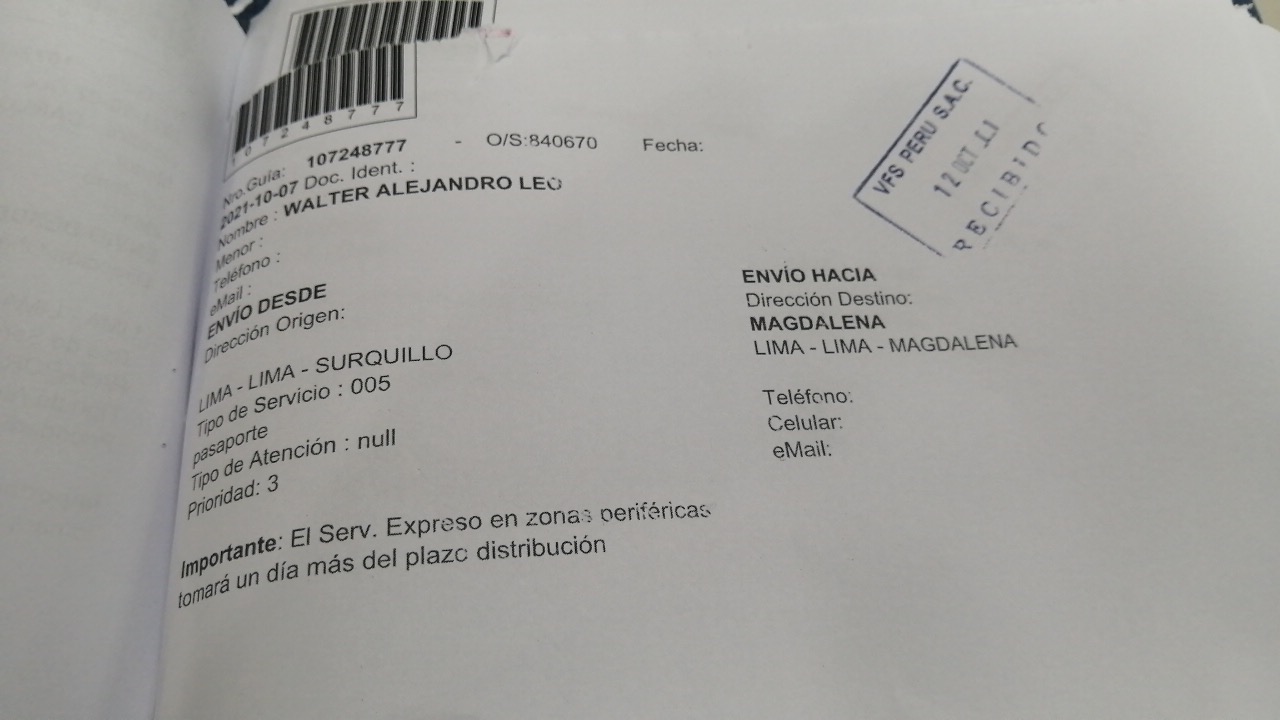 107248777
Nro.Guía: 107248777 - O/S:840670 Fecha:
2021-10-07 Doc. Ident. :
Nombre : WALTER ALEJANDRO LEO
Menor :
Teléfono :
eMail :
ENVÍO DESDE
Dirección Origen:
LIMA - LIMA - SURQUILLO
Tipo de Servicio : 005
pasaporte
Tipo de Atención : null
Prioridad: 3
Importante: El Serv. Expreso en zonas periféricas
tomará un día más del plazo distribución
VFS PERU S.A.C.
12 OCT
RECIBIDO
ENVÍO HACIA
Dirección Destino:
MAGDALENA
LIMA - LIMA - MAGDALENA
Teléfono:
Celular:
eMail: